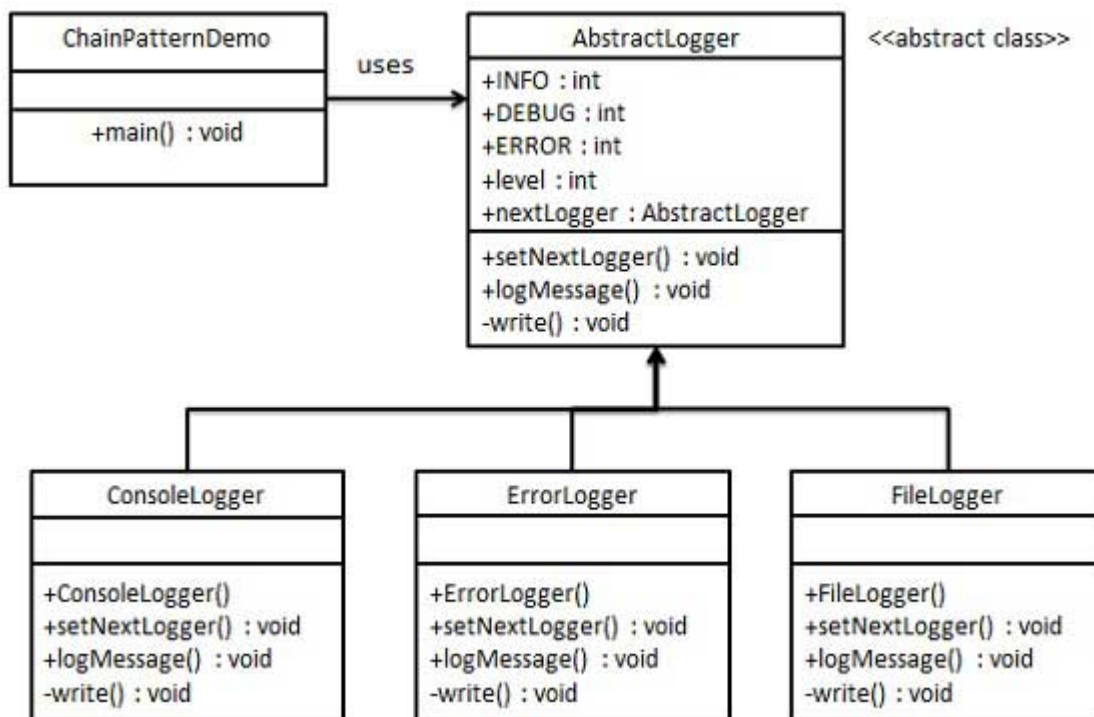 ChainPatternDemo
+main() : void
uses
AbstractLogger
+INFO : int
+DEBUG : int
+ERROR : int
+level : int
+nextLogger : AbstractLogger
+setNextLogger() : void
+logMessage() : void
-write() : void
<<abstract class>>
ConsoleLogger
+ConsoleLogger()
+setNextLogger() : void
+logMessage() : void
-write() : void
ErrorLogger
+ErrorLogger()
+setNextLogger() : void
+logMessage() : void
-write() : void
FileLogger
+FileLogger()
+setNextLogger() : void
+logMessage() : void
-write() : void